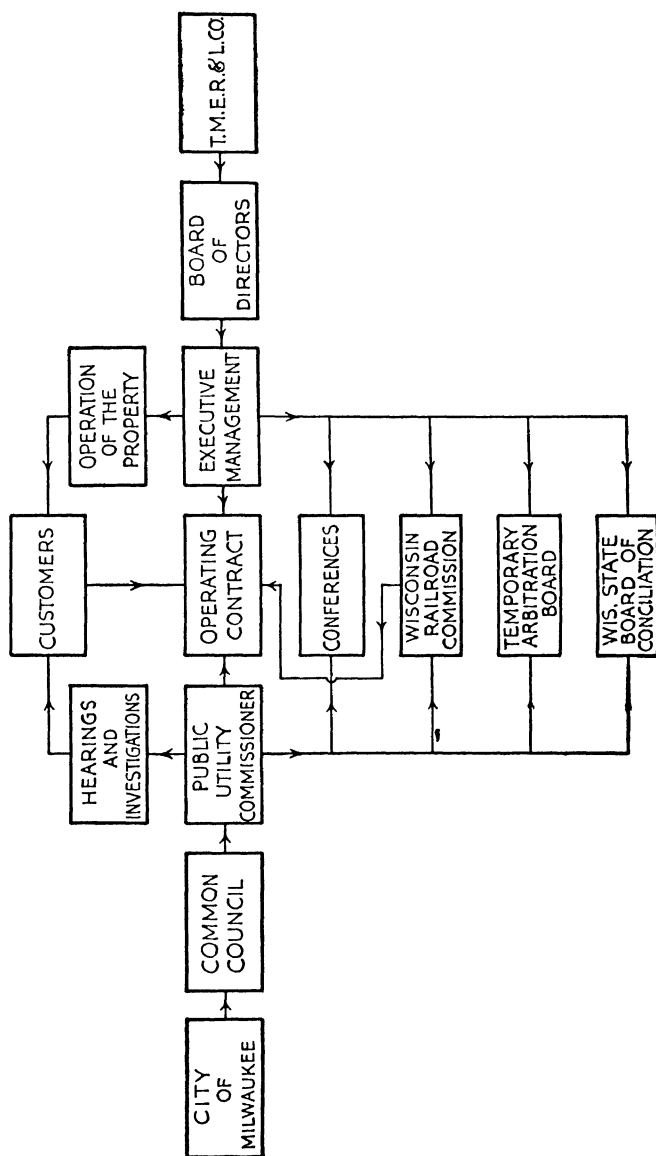 T.M.E.R.&L.CO.
BOARD
OF
DIRECTORS
OPERATION
OF THE
PROPERTY
EXECUTIVE
MANAGEMENT
CUSTOMERS
OPERATING
CONTRACT
CONFERENCES
WISCONSIN
RAILROAD
COMMISSION
TEMPORARY
ARBITRATION
BOARD
WIS. STATE
BOARD OF
CONCILIATION
HEARINGS
AND
INVESTIGATIONS
PUBLIC
UTILITY
COMMISSIONER
COMMON
COUNCIL
CITY
OF
MILWAUKEE